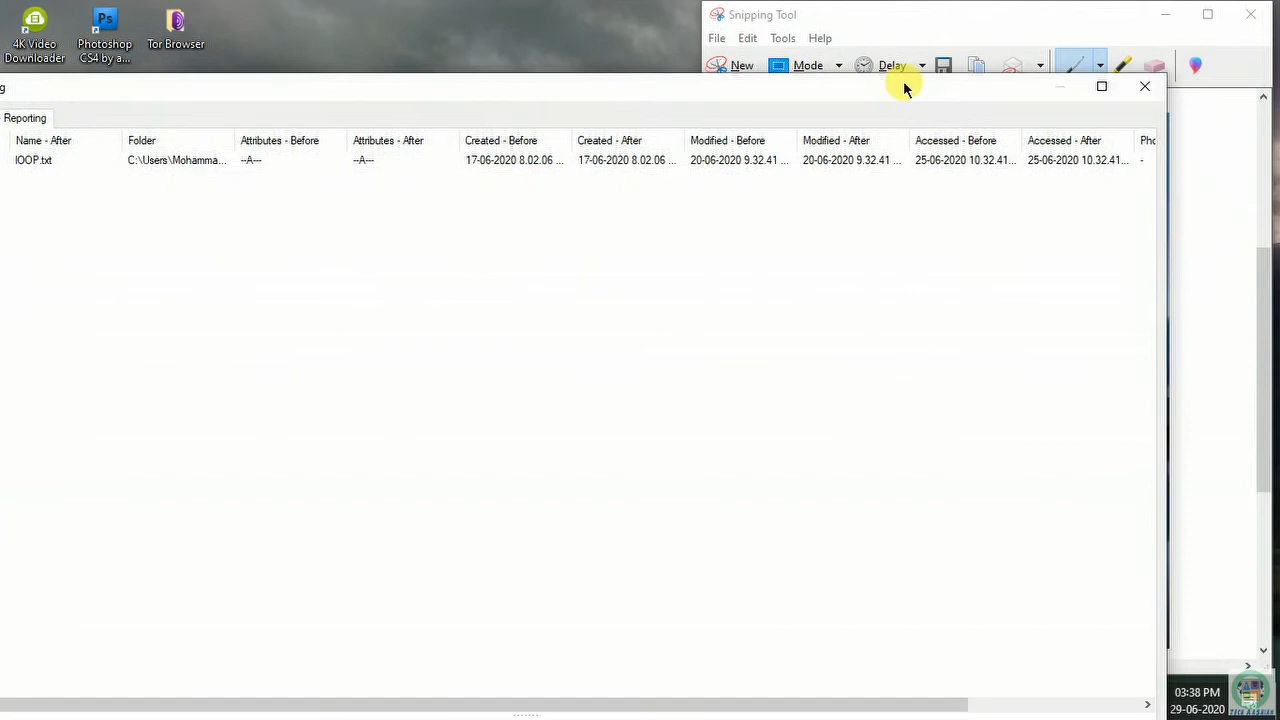 4K Video
Downloader
Photoshop
CS4 by a...
Tor Browser
Snipping Tool
File Edit Tools Help
New Mode Delay
g
Reporting
Name - After Folder Attributes - Before Attributes - After Created - Before Created - After Modified - Before Modified - After Accessed - Before Accessed - After Pho
IOOP.txt C:\Users\Mohamma... --A--- --A--- 17-06-2020 8.02.06 ... 17-06-2020 8.02.06 ... 20-06-2020 9.32.41 ... 20-06-2020 9.32.41 ... 25-06-2020 10.32.41... 25-06-2020 10.32.41... -
03:38 PM
29-06-2020